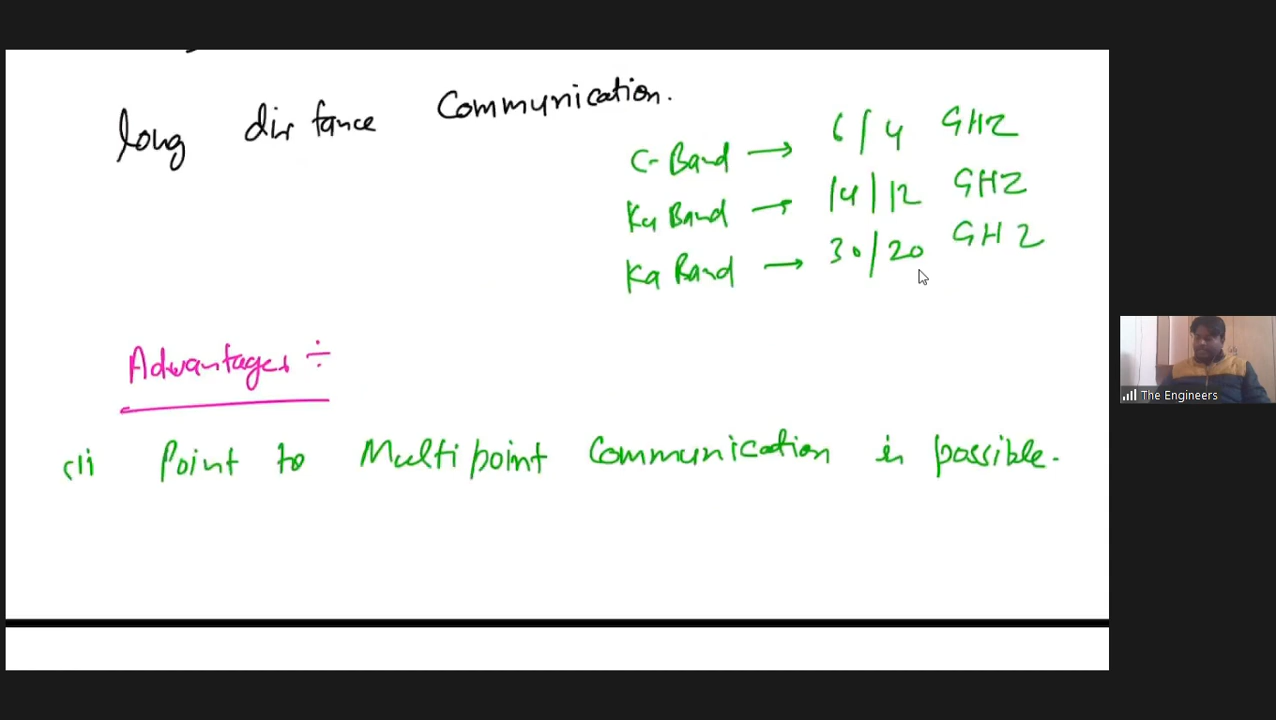 long distance Communication.
C-Band → 6/4 GHZ
Ku Band → 14/12 GHZ
Ka Band → 30/20 GHZ
Advantages ÷
(1) Point to Multipoint Communication is possible.
The Engineers